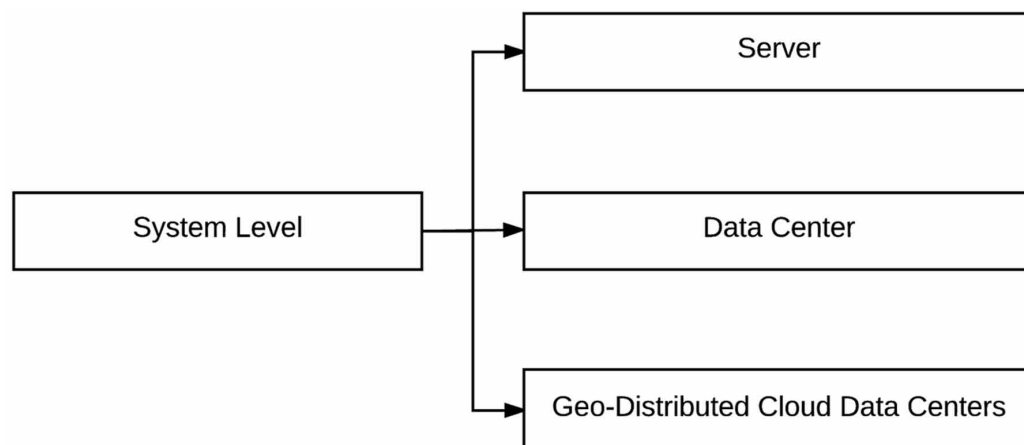 Server
System Level
Data Center
Geo-Distributed Cloud Data Centers